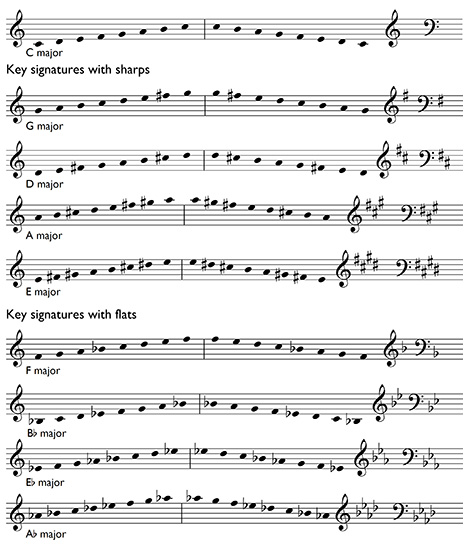 C major
Key signatures with sharps
G major
D major
A major
E major
Key signatures with flats
F major
B♭ major
E♭ major
A♭ major